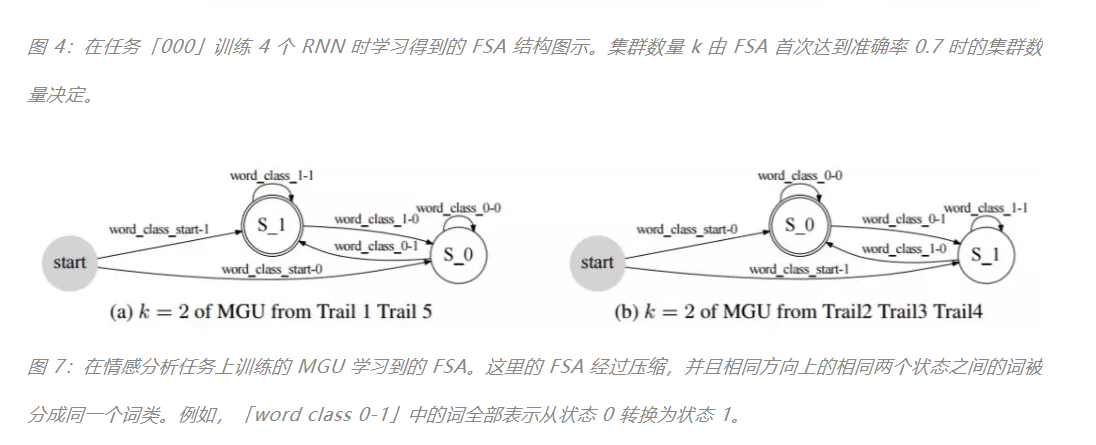 图 4：在任务「000」训练 4 个 RNN 时学习得到的 FSA 结构图示。集群数量 k 由 FSA 首次达到准确率 0.7 时的集群数
量决定。
word_class_1-1
word_class_start-1
S_1
word_class_1-0
word_class_0-0
word_class_0-1
S_0
start
word_class_start-0
(a) k = 2 of MGU from Trail 1 Trail 5
word_class_0-0
word_class_start-0
S_0
word_class_0-1
word_class_1-1
word_class_1-0
S_1
start
word_class_start-1
(b) k = 2 of MGU from Trail2 Trail3 Trail4
图 7：在情感分析任务上训练的 MGU 学习到的 FSA。这里的 FSA 经过压缩，并且相同方向上的相同两个状态之间的词被
分成同一个词类。例如，「word class 0-1」中的词全部表示从状态 0 转换为状态 1。